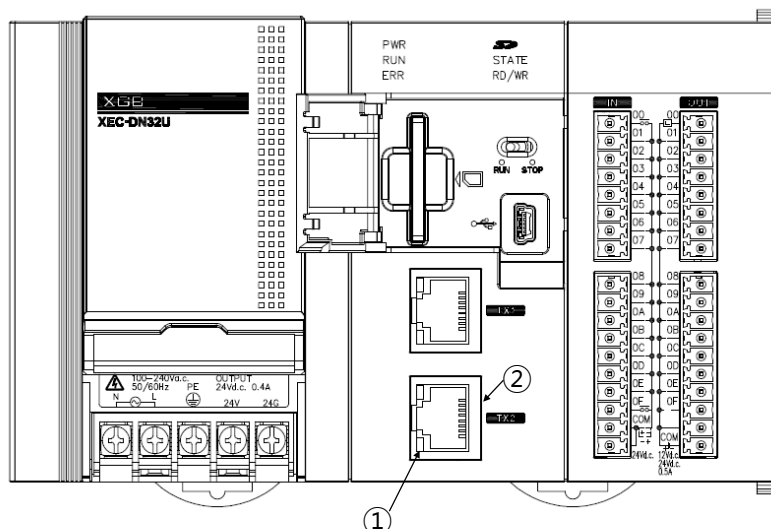 PWR
RUN
ERR
SD
STATE
RD/WR
XGB
XEC-DN32U
RUN STOP
TX1
TX2
100-240Va.c.
50/60Hz
PE
OUTPUT
24Vd.c. 0.4A
N L
24V 24G
②
①
IN OUT
00 00
01 01
02 02
03 03
04 04
05 05
06 06
07 07
08 08
09 09
0A 0A
0B 0B
0C 0C
0D 0D
0E 0E
0F 0F
COM COM
24Vd.c.
12Vd.c.
24Vd.c.
0.5A